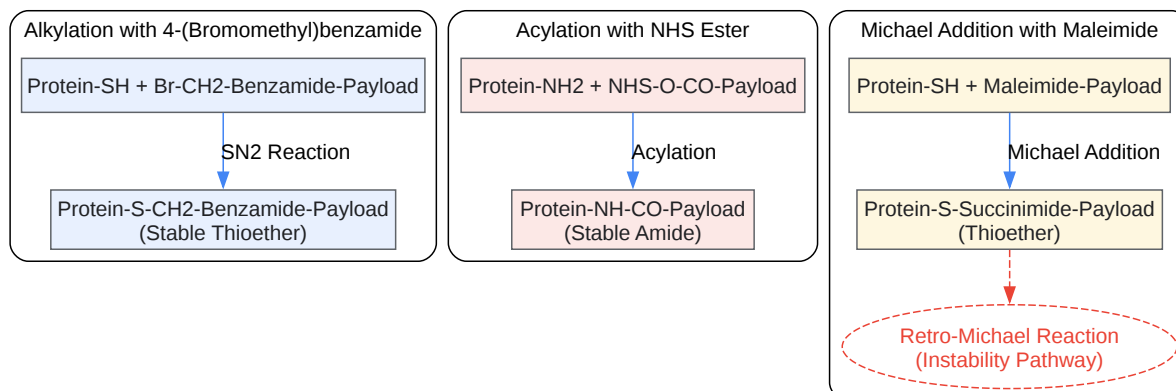 Alkylation with 4-(Bromomethyl)benzamide
Protein-SH + Br-CH2-Benzamide-Payload
SN2 Reaction
Protein-S-CH2-Benzamide-Payload
(Stable Thioether)
Acylation with NHS Ester
Protein-NH2 + NHS-O-CO-Payload
Acylation
Protein-NH-CO-Payload
(Stable Amide)
Michael Addition with Maleimide
Protein-SH + Maleimide-Payload
Michael Addition
Protein-S-Succinimide-Payload
(Thioether)
Retro-Michael Reaction
(Instability Pathway)